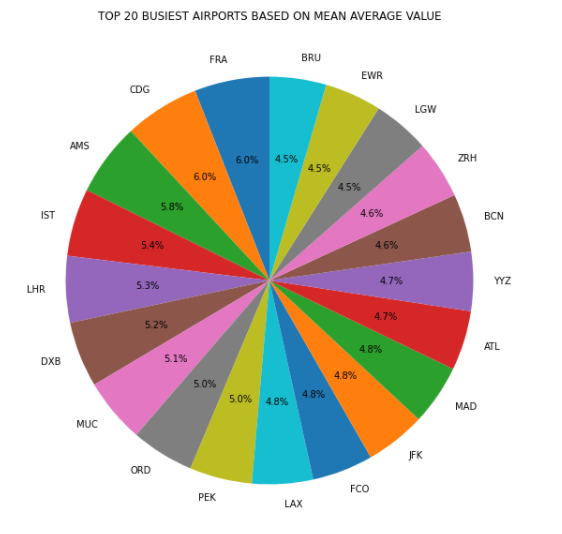 TOP 20 BUSIEST AIRPORTS BASED ON MEAN AVERAGE VALUE
FRA
6.0%
CDG
6.0%
AMS
5.8%
IST
5.4%
LHR
5.3%
DXB
5.2%
MUC
5.1%
ORD
5.0%
PEK
5.0%
LAX
4.8%
FCO
4.8%
JFK
4.8%
MAD
4.8%
ATL
4.7%
YYZ
4.7%
BCN
4.6%
ZRH
4.6%
LGW
4.5%
EWR
4.5%
BRU
4.5%